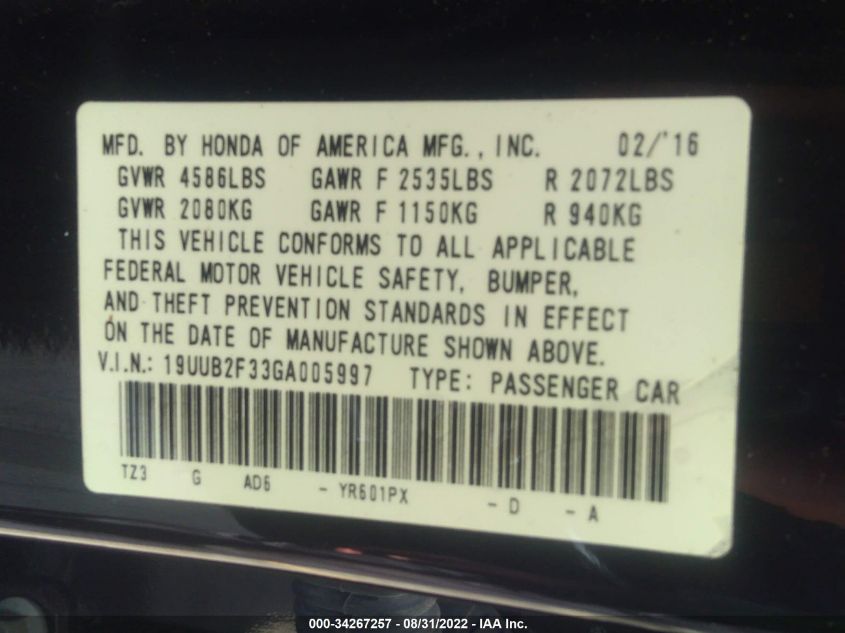 MFD. BY HONDA OF AMERICA MFG., INC. 02/'16
GVWR 4586LBS GAWR F 2535LBS R 2072LBS
GVWR 2080KG GAWR F 1150KG R 940KG
THIS VEHICLE CONFORMS TO ALL APPLICABLE
FEDERAL MOTOR VEHICLE SAFETY, BUMPER,
AND THEFT PREVENTION STANDARDS IN EFFECT
ON THE DATE OF MANUFACTURE SHOWN ABOVE.
V.I.N.: 19UUB2F33GA005997 TYPE: PASSENGER CAR
TZ3 G AD6 - YR601PX - D - A
000-34267257 - 08/31/2022 - IAA Inc.